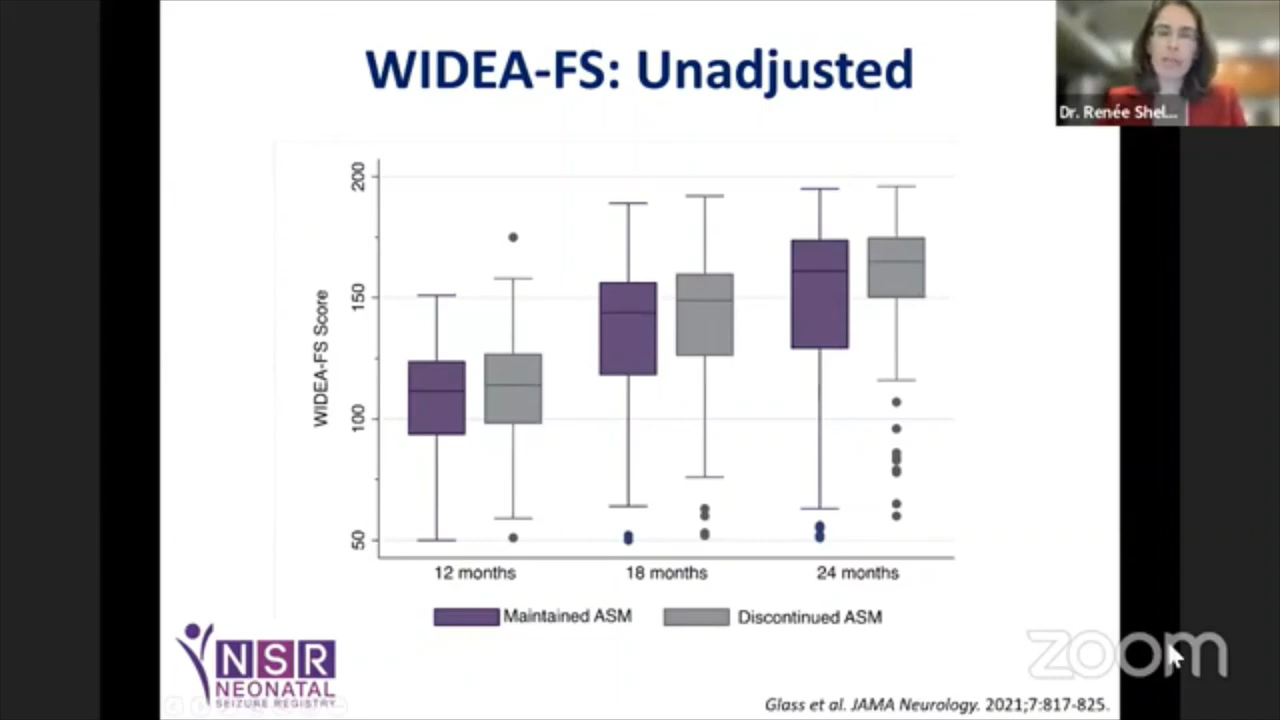 WIDEA-FS: Unadjusted
Dr. Renée Shel...
200
150
100
50
WIDEA-FS Score
12 months
18 months
24 months
Maintained ASM
Discontinued ASM
NSR
NEONATAL
SEIZURE REGISTRY
zoom
Glass et al. JAMA Neurology. 2021;7:817-825.